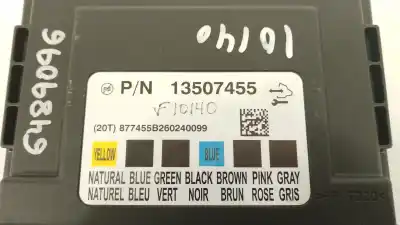 10140
9606849
P/N 13507455
VF10140
(20T) 877455B260240099
YELLOW BLUE
NATURAL BLUE GREEN BLACK BROWN PINK GRAY
NATUREL BLEU VERT NOIR BRUN ROSE GRIS